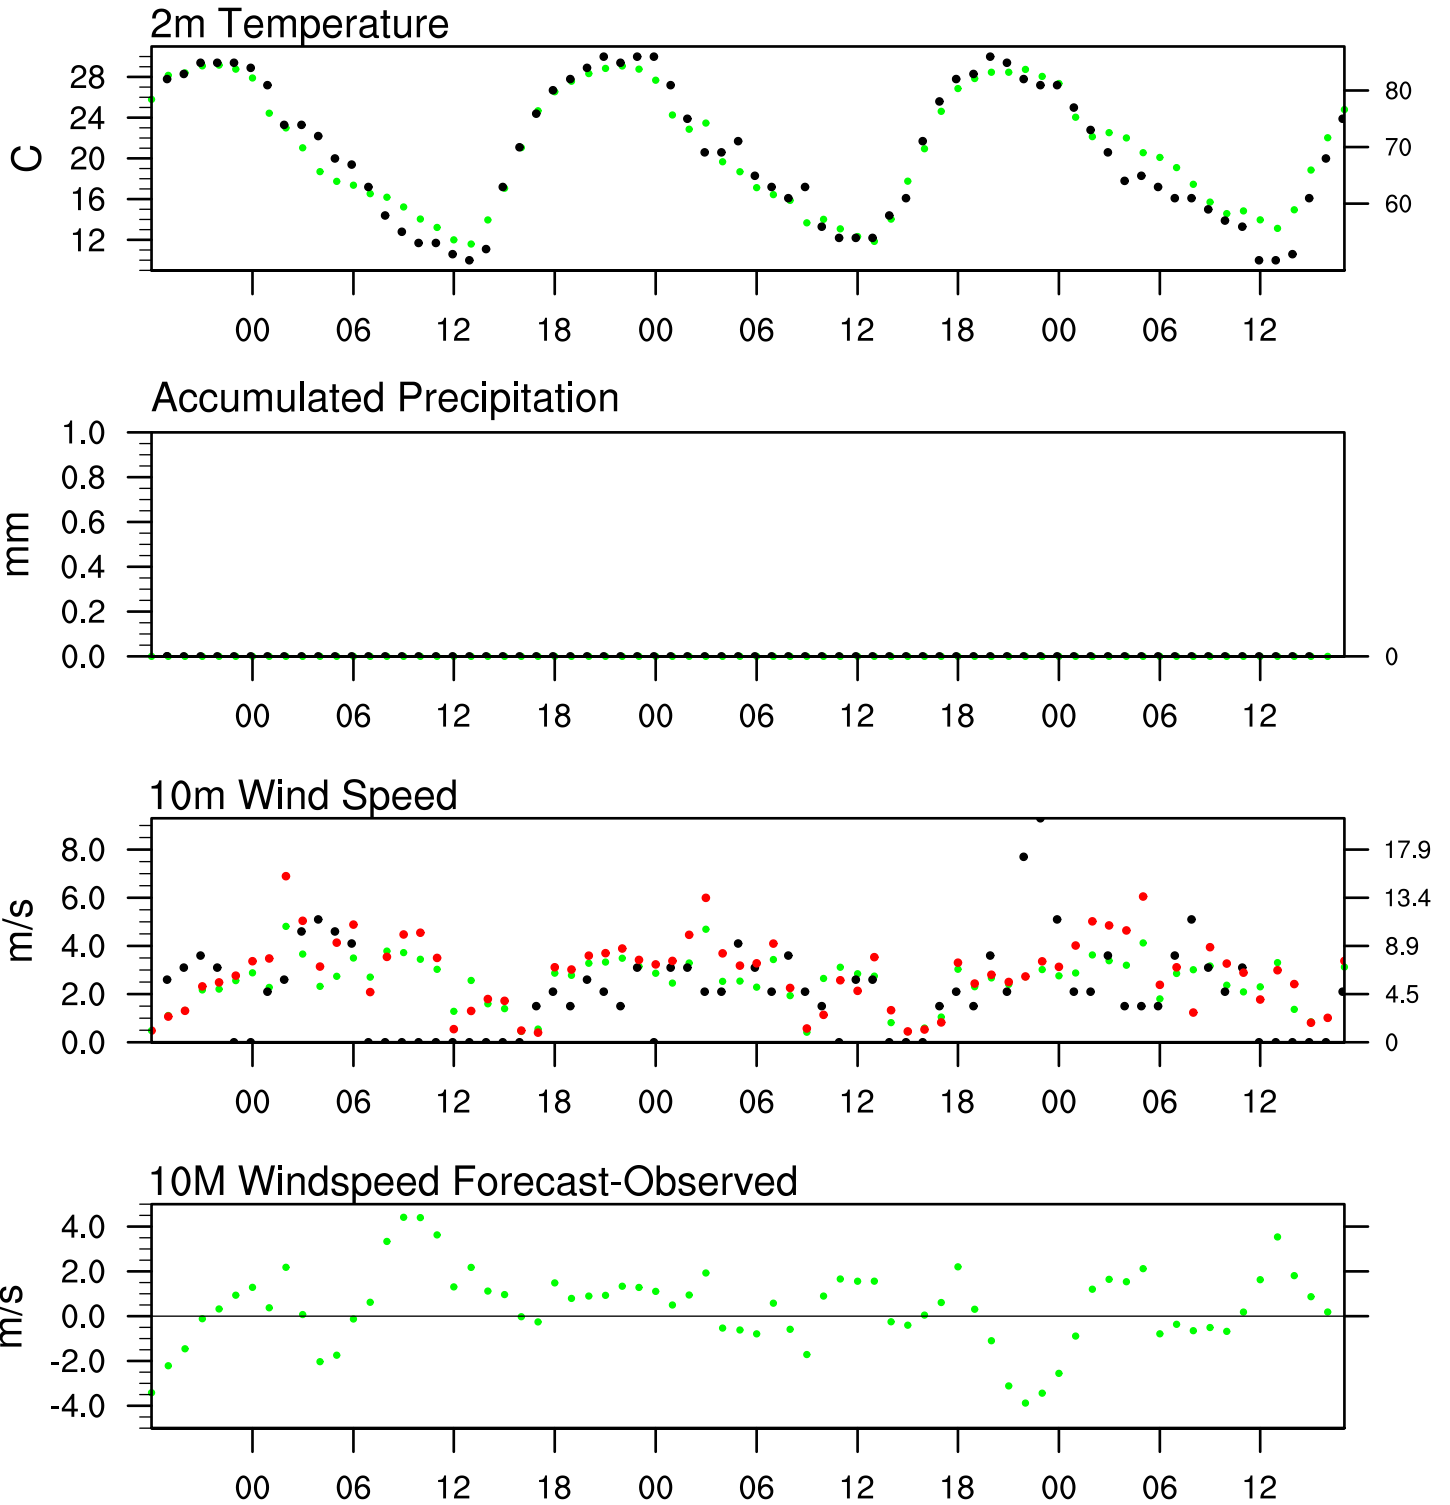 2m Temperature
C
28
24
20
16
12
80
70
60
00 06 12 18 00 06 12 18 00 06 12
Accumulated Precipitation
mm
1.0
0.8
0.6
0.4
0.2
0.0
0
00 06 12 18 00 06 12 18 00 06 12
10m Wind Speed
m/s
8.0
6.0
4.0
2.0
0.0
17.9
13.4
8.9
4.5
0
00 06 12 18 00 06 12 18 00 06 12
10M Windspeed Forecast-Observed
m/s
4.0
2.0
0.0
-2.0
-4.0
00 06 12 18 00 06 12 18 00 06 12